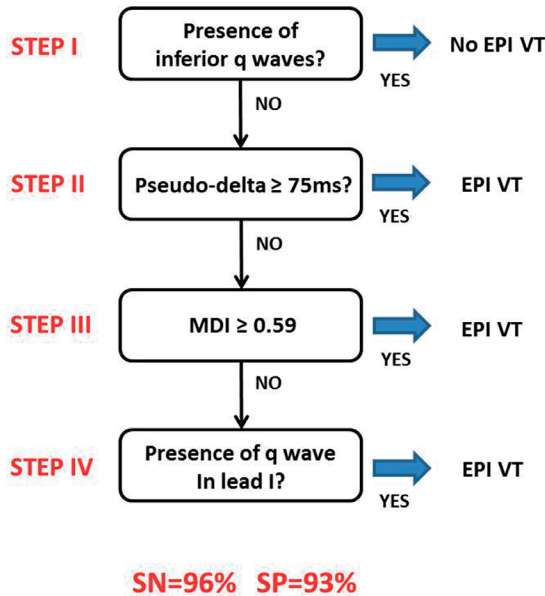 STEP I
Presence of
inferior q waves?
YES
No EPI VT
NO
STEP II
Pseudo-delta ≥ 75ms?
YES
EPI VT
NO
STEP III
MDI ≥ 0.59
YES
EPI VT
NO
STEP IV
Presence of q wave
In lead I?
YES
EPI VT
SN=96% SP=93%